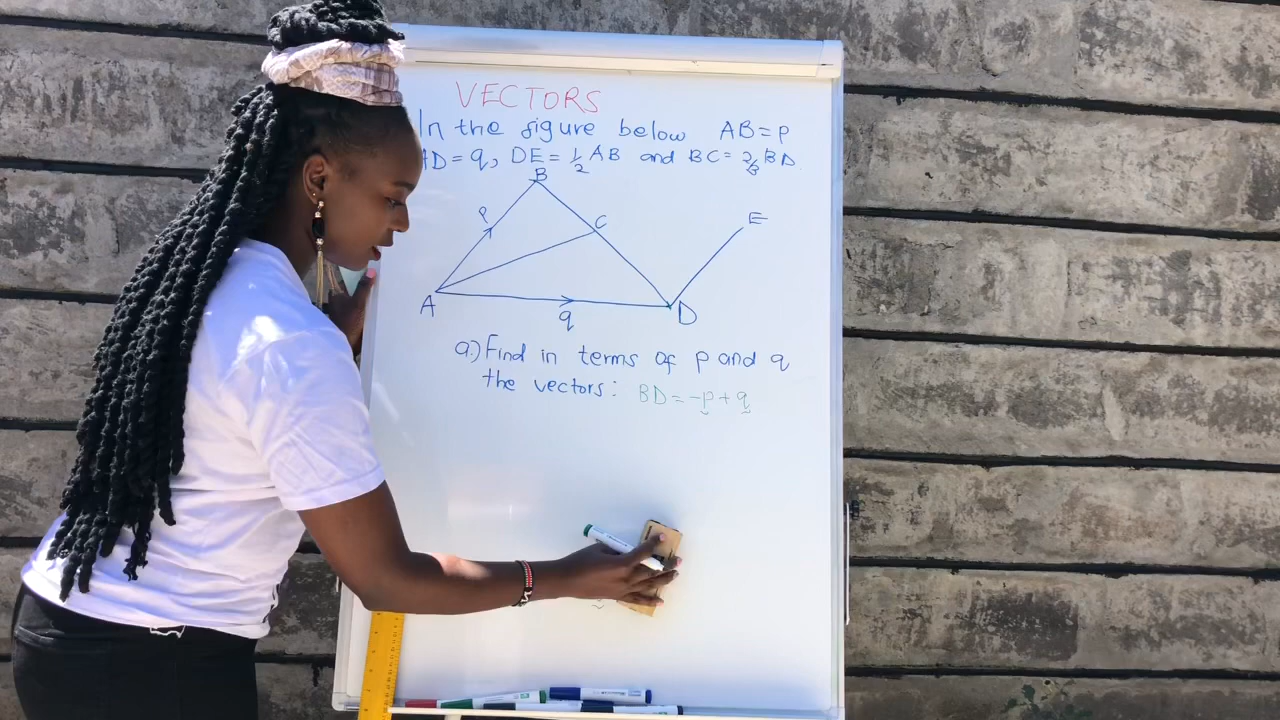 VECTORS
In the figure below AB = p
AD = q, DE = ½ AB and BC = ⅔ BD.
B
P
C
E
A
q
D
a.) Find in terms of p and q
the vectors: BD = -p + q